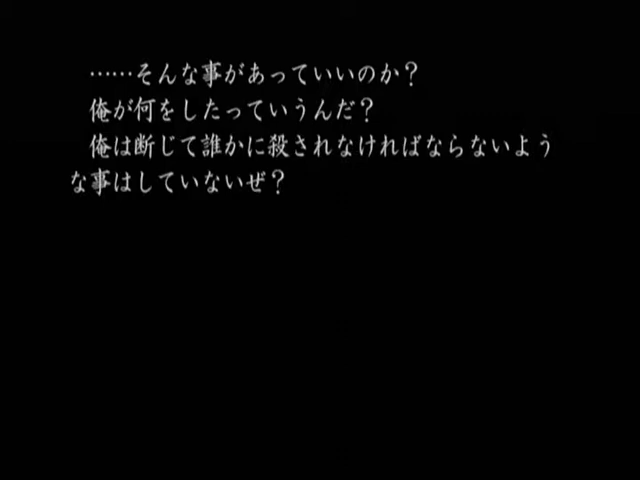 ……そんな事があっていいのか？
俺が何をしたっていうんだ？
俺は断じて誰かに殺されなければならないよう
な事はしていないぜ？